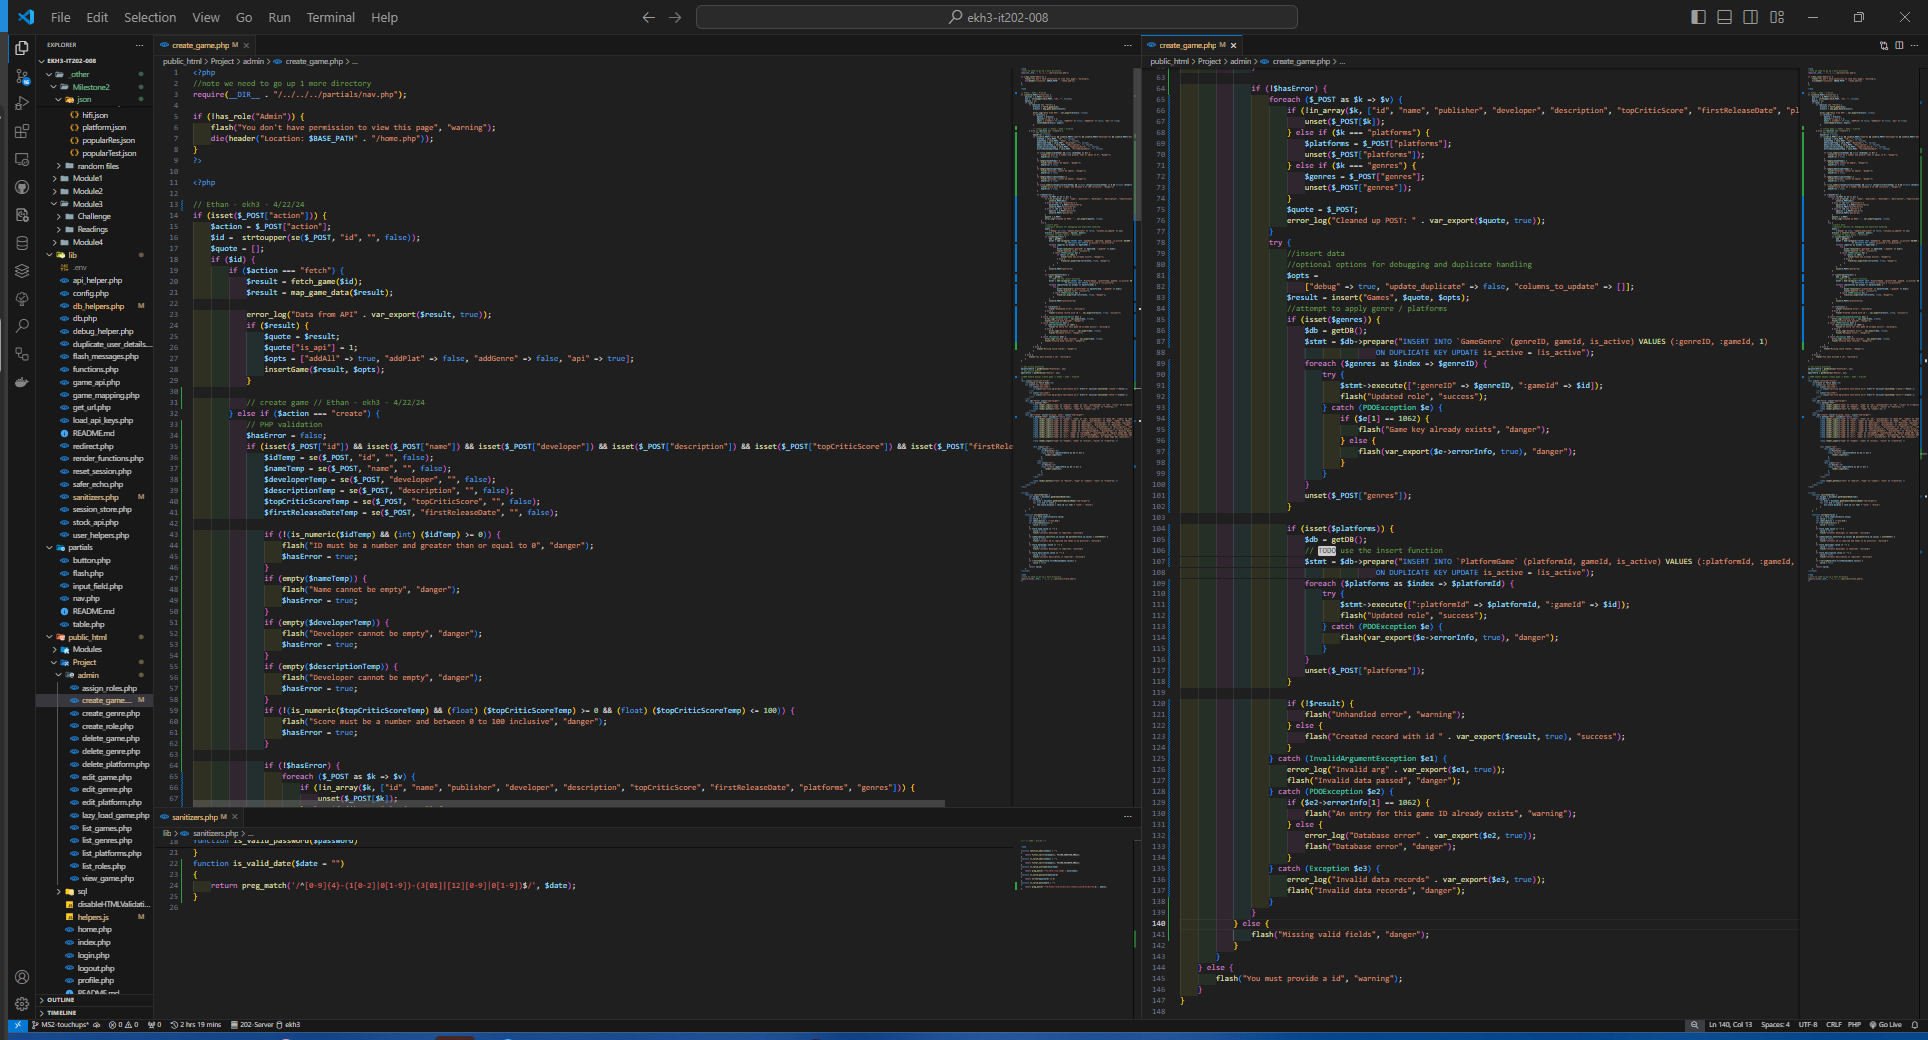 File Edit Selection View Go Run Terminal Help
ekh3-it202-008
EXPLORER
EKH3-IT202-008
_other
Milestone2
json
hifi.json
platform.json
popularRes.json
popularTest.json
random files
Module1
Module2
Module3
Challenge
Readings
Module4
lib
.env
api_helper.php
config.php
db_helpers.php M
db.php
debug_helper.php
duplicate_user_details....
flash_messages.php
functions.php
game_api.php
game_mapping.php
get_url.php
load_api_keys.php
README.md
redirect.php
render_functions.php
reset_session.php
safer_echo.php
sanitizers.php M
session_store.php
stock_api.php
user_helpers.php
partials
button.php
flash.php
input_field.php
nav.php
README.md
table.php
public_html
Modules
Project
admin
assign_roles.php
create_game.... M
create_genre.php
create_role.php
delete_game.php
delete_genre.php
delete_platform.php
edit_game.php
edit_genre.php
edit_platform.php
lazy_load_game.php
list_games.php
list_genres.php
list_platforms.php
list_roles.php
view_game.php
sql
disableHTMLValidati...
helpers.js M
home.php
index.php
login.php
logout.php
profile.php
README.md
OUTLINE
TIMELINE
create_game.php M
public_html > Project > admin > create_game.php > ...
1 <?php
2 //note we need to go up 1 more directory
3 require(__DIR__ . "/../../../partials/nav.php");
4
5 if (!has_role("Admin")) {
6 flash("You don't have permission to view this page", "warning");
7 die(header("Location: $BASE_PATH" . "/home.php"));
8 }
9 ?>
10
11 <?php
12
13 // Ethan - ekh3 - 4/22/24
14 if (isset($_POST["action"])) {
15 $action = $_POST["action"];
16 $id = strtoupper(se($_POST, "id", "", false));
17 $quote = [];
18 if ($id) {
19 if ($action === "fetch") {
20 $result = fetch_game($id);
21 $result = map_game_data($result);
22
23 error_log("Data from API" . var_export($result, true));
24 if ($result) {
25 $quote = $result;
26 $quote["is_api"] = 1;
27 $opts = ["addAll" => true, "addPlat" => false, "addGenre" => false, "api" => true];
28 insertGame($result, $opts);
29 }
30
31 // create game // Ethan - ekh3 - 4/22/24
32 } else if ($action === "create") {
33 // PHP validation
34 $hasError = false;
35 if (isset($_POST["id"]) && isset($_POST["name"]) && isset($_POST["developer"]) && isset($_POST["description"]) && isset($_POST["topCriticScore"]) && isset($_POST["firstRele
36 $idTemp = se($_POST, "id", "", false);
37 $nameTemp = se($_POST, "name", "", false);
38 $developerTemp = se($_POST, "developer", "", false);
39 $descriptionTemp = se($_POST, "description", "", false);
40 $topCriticScoreTemp = se($_POST, "topCriticScore", "", false);
41 $firstReleaseDateTemp = se($_POST, "firstReleaseDate", "", false);
42
43 if (!(is_numeric($idTemp) && (int) ($idTemp) >= 0)) {
44 flash("ID must be a number and greater than or equal to 0", "danger");
45 $hasError = true;
46 }
47 if (empty($nameTemp)) {
48 flash("Name cannot be empty", "danger");
49 $hasError = true;
50 }
51 if (empty($developerTemp)) {
52 flash("Developer cannot be empty", "danger");
53 $hasError = true;
54 }
55 if (empty($descriptionTemp)) {
56 flash("Developer cannot be empty", "danger");
57 $hasError = true;
58 }
59 if (!(is_numeric($topCriticScoreTemp) && (float) ($topCriticScoreTemp) >= 0 && (float) ($topCriticScoreTemp) <= 100)) {
60 flash("Score must be a number and between 0 to 100 inclusive", "danger");
61 $hasError = true;
62 }
63
64 if (!$hasError) {
65 foreach ($_POST as $k => $v) {
66 if (!in_array($k, ["id", "name", "publisher", "developer", "description", "topCriticScore", "firstReleaseDate", "platforms", "genres"])) {
67 unset($_POST[$k]);
sanitizers.php M
lib > sanitizers.php > ...
18 function is_valid_password($password)
21 }
22 function is_valid_date($date = "")
23 {
24 return preg_match('/^[0-9]{4}-(1[0-2]|0[1-9])-(3[01]|[12][0-9]|0[1-9])$/', $date);
25 }
26
create_game.php M
public_html > Project > admin > create_game.php > ...
63
64 if (!$hasError) {
65 foreach ($_POST as $k => $v) {
66 if (!in_array($k, ["id", "name", "publisher", "developer", "description", "topCriticScore", "firstReleaseDate", "pl
67 unset($_POST[$k]);
68 } else if ($k === "platforms") {
69 $platforms = $_POST["platforms"];
70 unset($_POST["platforms"]);
71 } else if ($k === "genres") {
72 $genres = $_POST["genres"];
73 unset($_POST["genres"]);
74 }
75 $quote = $_POST;
76 error_log("Cleaned up POST: " . var_export($quote, true));
77 }
78 try {
79 //insert data
80 //optional options for debugging and duplicate handling
81 $opts =
82 ["debug" => true, "update_duplicate" => false, "columns_to_update" => []];
83 $result = insert("Games", $quote, $opts);
84 //attempt to apply genre / platforms
85 if (isset($genres)) {
86 $db = getDB();
87 $stmt = $db->prepare("INSERT INTO `GameGenre` (genreID, gameId, is_active) VALUES (:genreID, :gameId, 1)
88 ON DUPLICATE KEY UPDATE is_active = !is_active");
89 foreach ($genres as $index => $genreID) {
90 try {
91 $stmt->execute([":genreID" => $genreID, ":gameId" => $id]);
92 flash("Updated role", "success");
93 } catch (PDOException $e) {
94 if ($e[1] == 1062) {
95 flash("Game key already exists", "danger");
96 } else {
97 flash(var_export($e->errorInfo, true), "danger");
98 }
99 }
100 }
101 unset($_POST["genres"]);
102 }
103
104 if (isset($platforms)) {
105 $db = getDB();
106 // TODO use the insert function
107 $stmt = $db->prepare("INSERT INTO `PlatformGame` (platformId, gameId, is_active) VALUES (:platformId, :gameId,
108 ON DUPLICATE KEY UPDATE is_active = !is_active");
109 foreach ($platforms as $index => $platformId) {
110 try {
111 $stmt->execute([":platformId" => $platformId, ":gameId" => $id]);
112 flash("Updated role", "success");
113 } catch (PDOException $e) {
114 flash(var_export($e->errorInfo, true), "danger");
115 }
116 }
117 unset($_POST["platforms"]);
118 }
119
120 if (!$result) {
121 flash("Unhandled error", "warning");
122 } else {
123 flash("Created record with id " . var_export($result, true), "success");
124 }
125 } catch (InvalidArgumentException $e1) {
126 error_log("Invalid arg" . var_export($e1, true));
127 flash("Invalid data passed", "danger");
128 } catch (PDOException $e2) {
129 if ($e2->errorInfo[1] == 1062) {
130 flash("An entry for this game ID already exists", "warning");
131 } else {
132 error_log("Database error" . var_export($e2, true));
133 flash("Database error", "danger");
134 }
135 } catch (Exception $e3) {
136 error_log("Invalid data records" . var_export($e3, true));
137 flash("Invalid data records", "danger");
138 }
139 }
140 } else {
141 flash("Missing valid fields", "danger");
142 }
143 }
144 } else {
145 flash("You must provide a id", "warning");
146 }
147 }
148
MS2-touchups* 0 0 0 2 hrs 19 mins 202-Server ekh3 Ln 140, Col 13 Spaces: 4 UTF-8 CRLF PHP Go Live